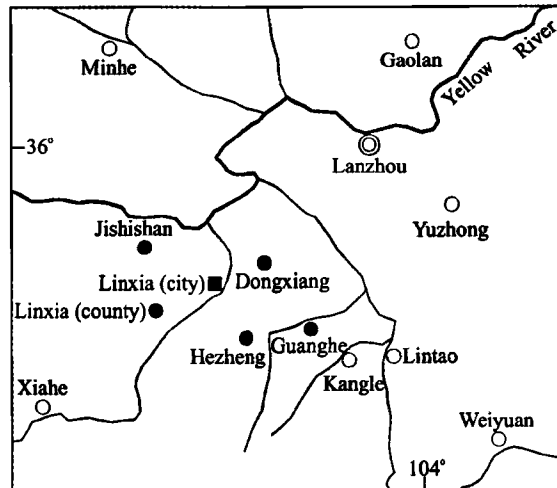 Minhe
Gaolan
Yellow River
36°
Lanzhou
Yuzhong
Jishishan
Linxia (city)
Dongxiang
Linxia (county)
Hezheng
Guanghe
Kangle
Lintao
Xiahe
Weiyuan
104°